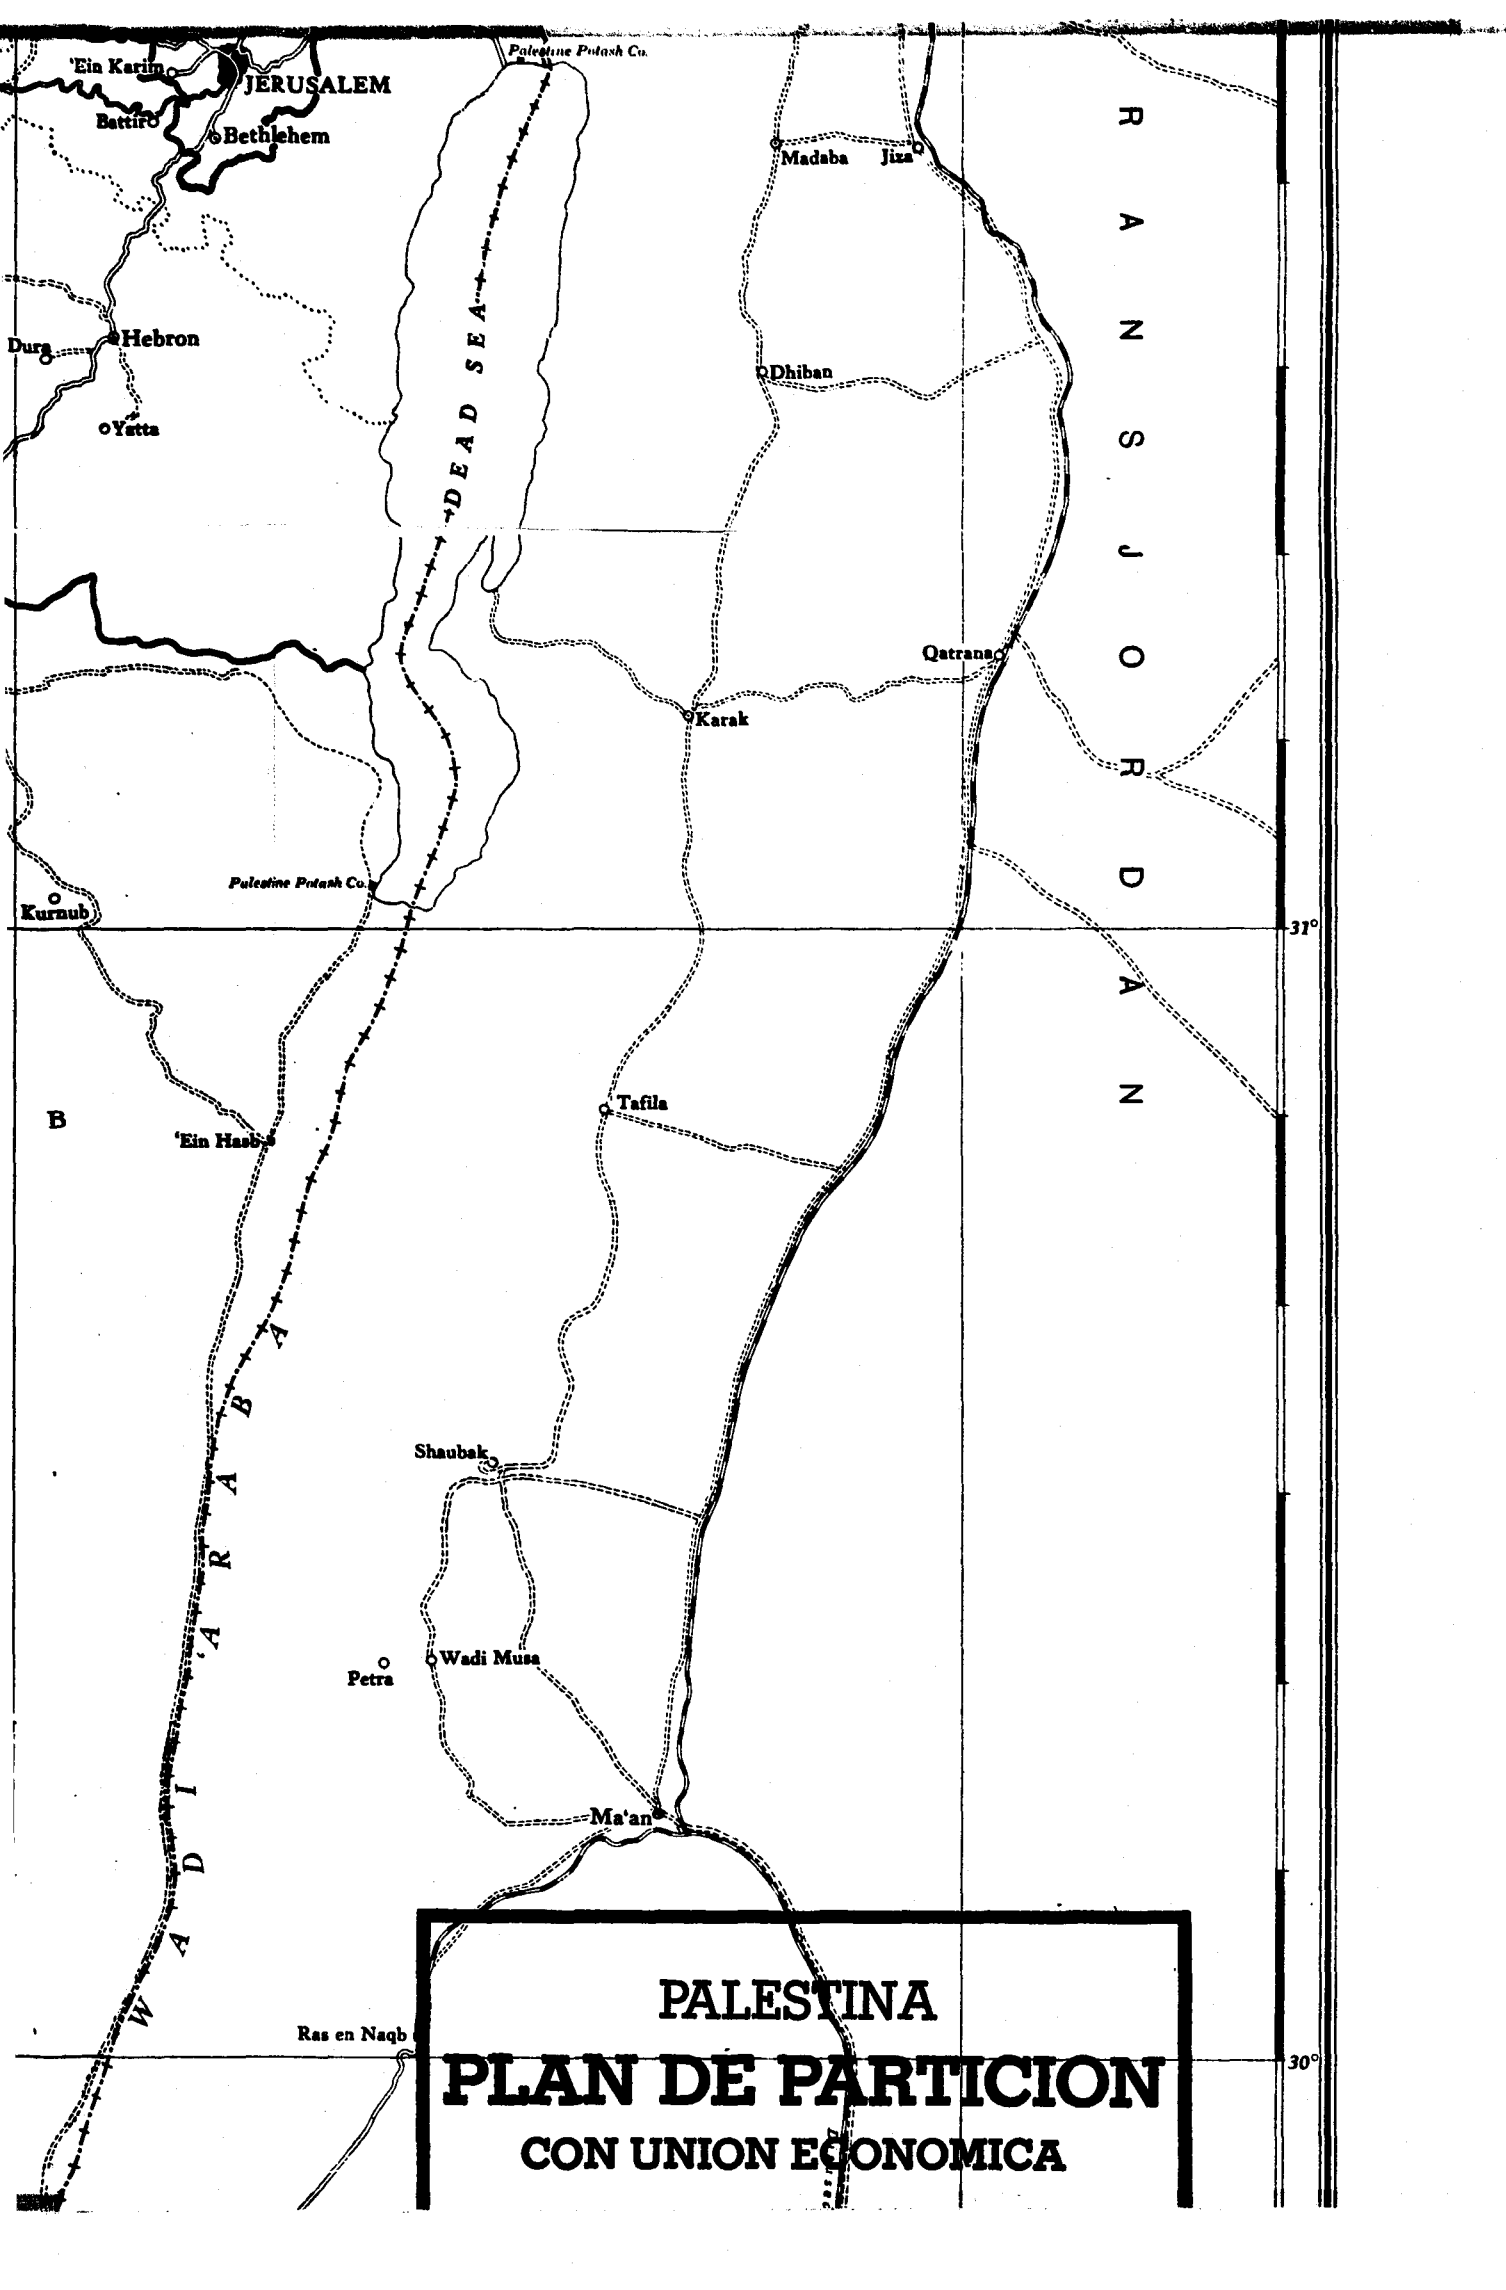 Palestine Potash Co.
'Ein Karim
JERUSALEM
Battir
Bethlehem
Madaba
Jiza
TRANSJORDAN
DEAD SEA
Dura
Hebron
Dhiban
Yatta
Qatrana
Karak
Palestine Potash Co.
Kurnub
31°
B
Tafila
'Ein Hasb
WADI 'ARABA
Shaubak
Wadi Musa
Petra
Ma'an
Ras en Naqb
30°
PALESTINA
PLAN DE PARTICION
CON UNION ECONOMICA